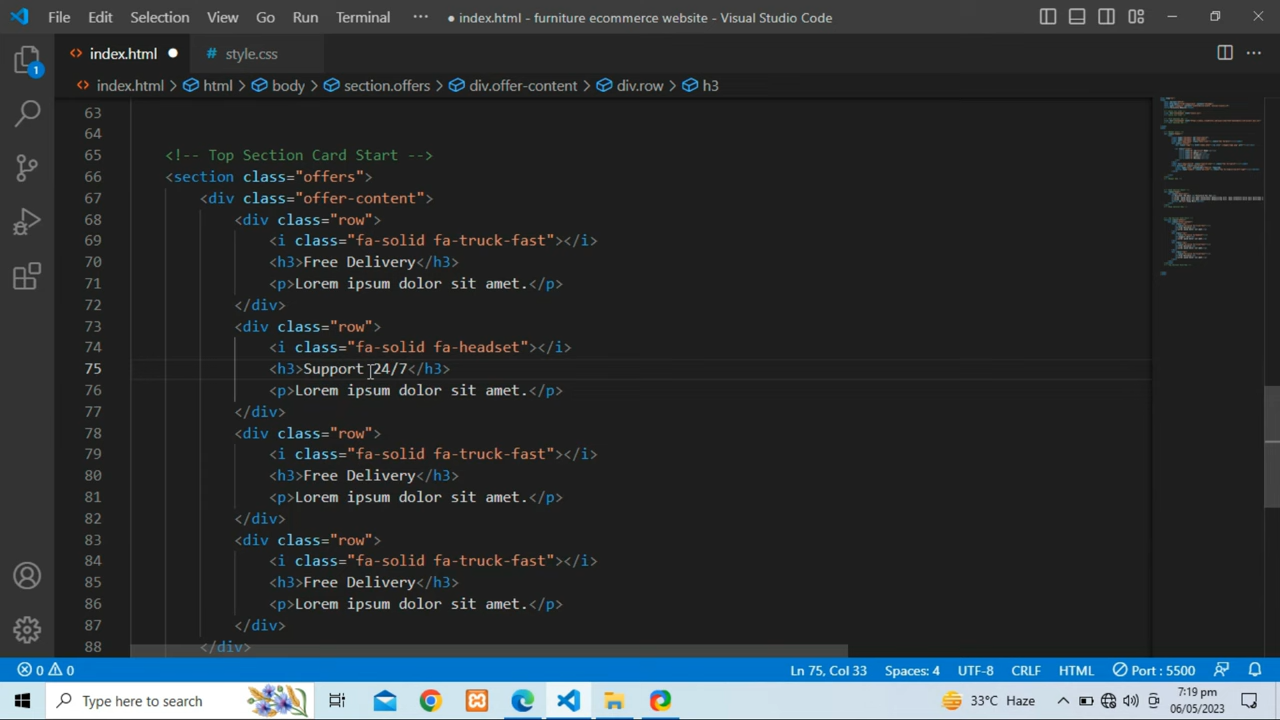 File Edit Selection View Go Run Terminal ··· ● index.html - furniture ecommerce website - Visual Studio Code
<> index.html ● # style.css
<> index.html > html > body > section.offers > div.offer-content > div.row > h3
1
63
64
65 <!-- Top Section Card Start -->
66 <section class="offers">
67 <div class="offer-content">
68 <div class="row">
69 <i class="fa-solid fa-truck-fast"></i>
70 <h3>Free Delivery</h3>
71 <p>Lorem ipsum dolor sit amet.</p>
72 </div>
73 <div class="row">
74 <i class="fa-solid fa-headset"></i>
75 <h3>Support 24/7</h3>
76 <p>Lorem ipsum dolor sit amet.</p>
77 </div>
78 <div class="row">
79 <i class="fa-solid fa-truck-fast"></i>
80 <h3>Free Delivery</h3>
81 <p>Lorem ipsum dolor sit amet.</p>
82 </div>
83 <div class="row">
84 <i class="fa-solid fa-truck-fast"></i>
85 <h3>Free Delivery</h3>
86 <p>Lorem ipsum dolor sit amet.</p>
87 </div>
88 </div>
0 0 Ln 75, Col 33 Spaces: 4 UTF-8 CRLF HTML Port : 5500
Type here to search 33°C Haze 7:19 pm
06/05/2023